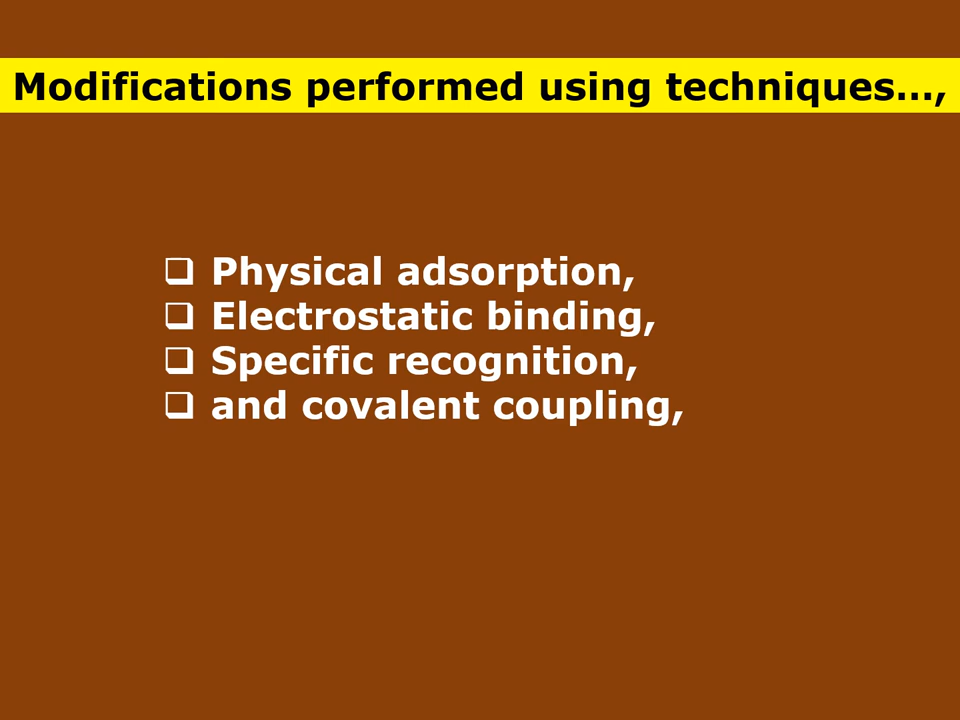 Modifications performed using techniques…,
❑ Physical adsorption,
❑ Electrostatic binding,
❑ Specific recognition,
❑ and covalent coupling,